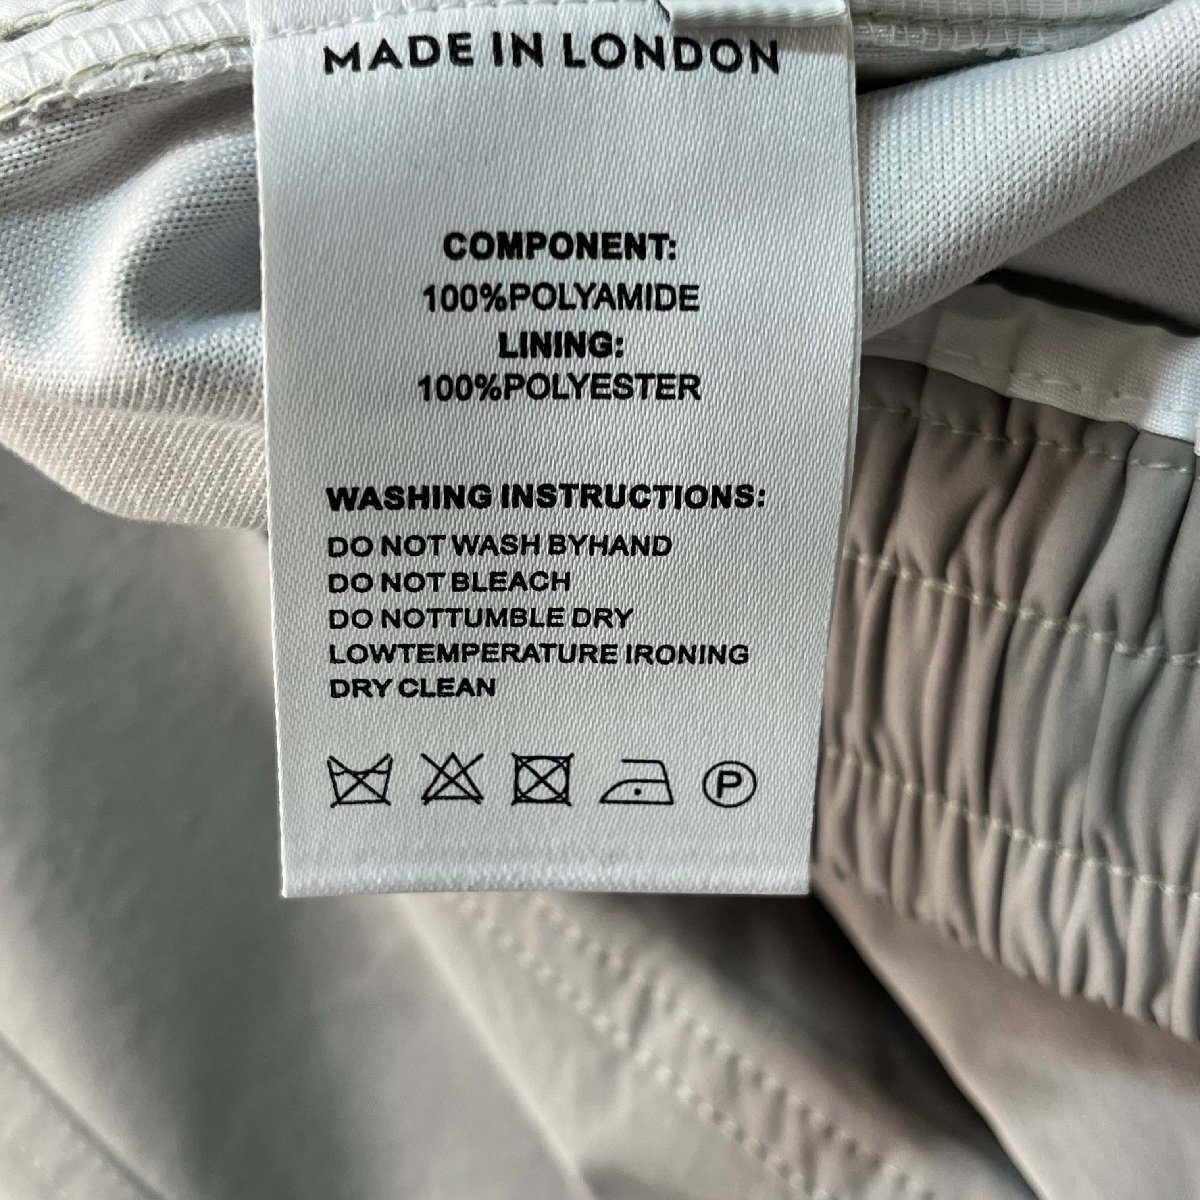 MADE IN LONDON
COMPONENT:
100%POLYAMIDE
LINING:
100%POLYESTER
WASHING INSTRUCTIONS:
DO NOT WASH BYHAND
DO NOT BLEACH
DO NOTTUMBLE DRY
LOWTEMPERATURE IRONING
DRY CLEAN
P